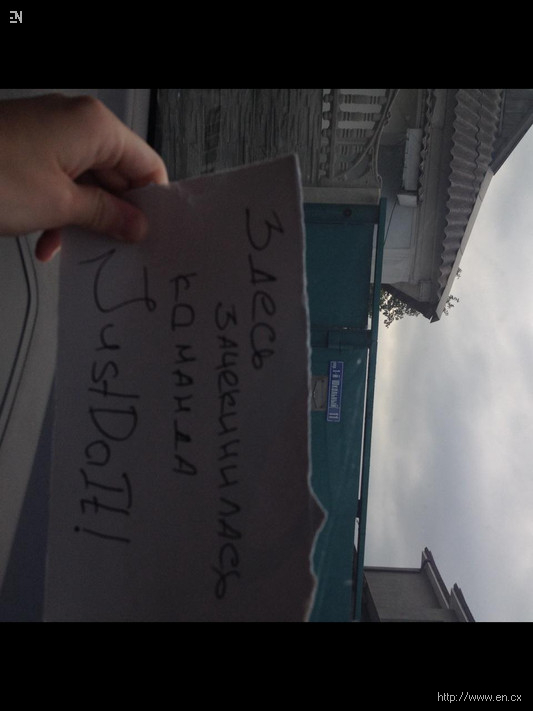 EN
Здесь
зачекинилась
команда
JustDoIt!
http://www.en.cx